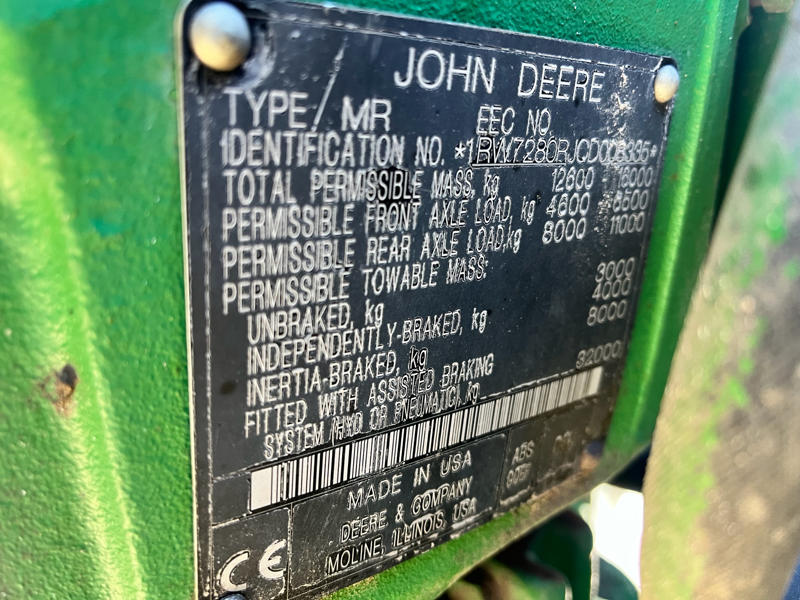 JOHN DEERE
TYPE/MR
EEC NO.
IDENTIFICATION NO.
TOTAL PERMISSIBLE MASS, kg 12600 16000
PERMISSIBLE FRONT AXLE LOAD, kg 4600 6500
PERMISSIBLE REAR AXLE LOAD,kg 8000 11000
PERMISSIBLE TOWABLE MASS:
UNBRAKED, kg 3000
INDEPENDENTLY-BRAKED, kg 4000
INERTIA-BRAKED, kg 8000
FITTED WITH ASSISTED BRAKING 32000
SYSTEM (HYD OR PNEUMATIC), kg
MADE IN USA
DEERE & COMPANY
MOLINE, ILLINOIS, USA
ABS
CE